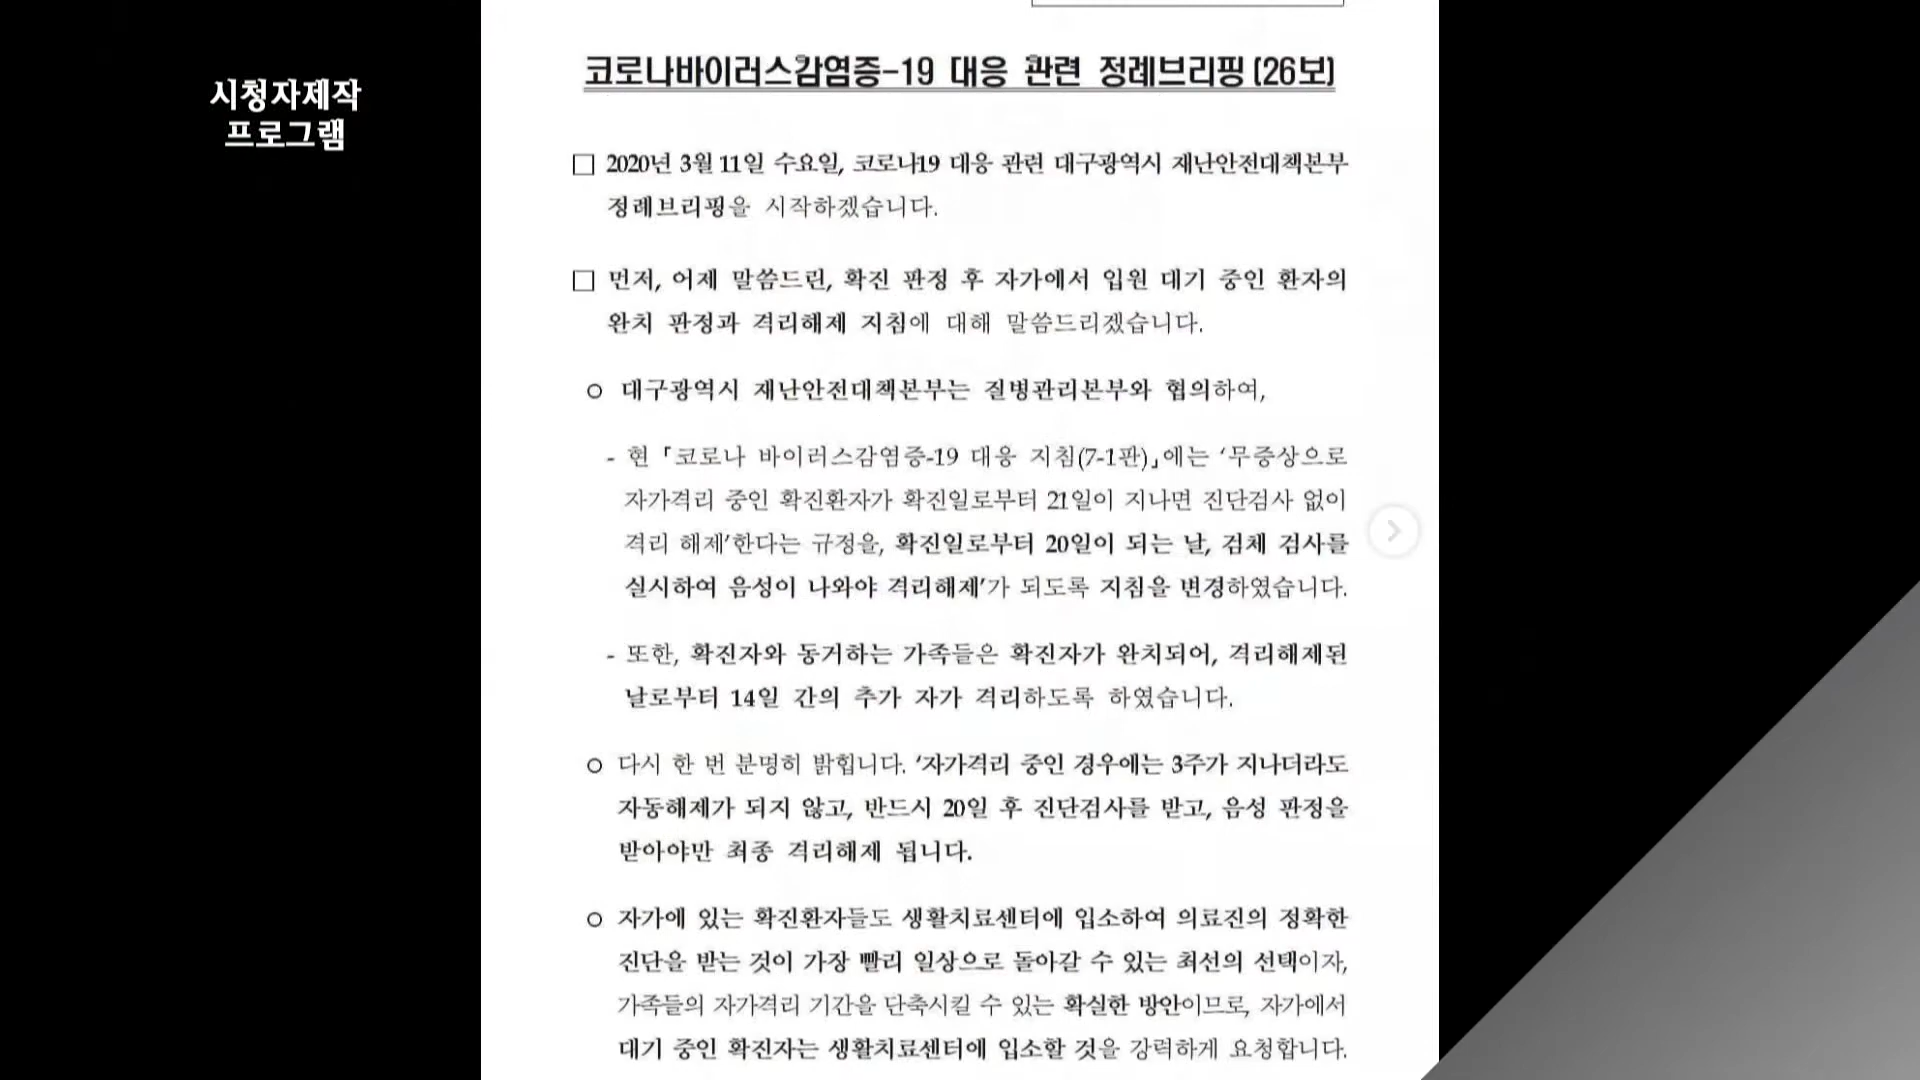 시청자제작
프로그램
코로나바이러스감염증-19 대응 관련 정례브리핑(26보)
□ 2020년 3월 11일 수요일, 코로나19 대응 관련 대구광역시 재난안전대책본부
정례브리핑을 시작하겠습니다.
□ 먼저, 어제 말씀드린, 확진 판정 후 자가에서 입원 대기 중인 환자의
완치 판정과 격리해제 지침에 대해 말씀드리겠습니다.
○ 대구광역시 재난안전대책본부는 질병관리본부와 협의하여,
- 현 「코로나 바이러스감염증-19 대응 지침(7-1판)」에는 ‘무증상으로
자가격리 중인 확진환자가 확진일로부터 21일이 지나면 진단검사 없이
격리 해제’한다는 규정을, 확진일로부터 20일이 되는 날, 검체 검사를
실시하여 음성이 나와야 격리해제’가 되도록 지침을 변경하였습니다.
- 또한, 확진자와 동거하는 가족들은 확진자가 완치되어, 격리해제된
날로부터 14일 간의 추가 자가 격리하도록 하였습니다.
○ 다시 한 번 분명히 밝힙니다. ‘자가격리 중인 경우에는 3주가 지나더라도
자동해제가 되지 않고, 반드시 20일 후 진단검사를 받고, 음성 판정을
받아야만 최종 격리해제 됩니다.
○ 자가에 있는 확진환자들도 생활치료센터에 입소하여 의료진의 정확한
진단을 받는 것이 가장 빨리 일상으로 돌아갈 수 있는 최선의 선택이자,
가족들의 자가격리 기간을 단축시킬 수 있는 확실한 방안이므로, 자가에서
대기 중인 확진자는 생활치료센터에 입소할 것을 강력하게 요청합니다.